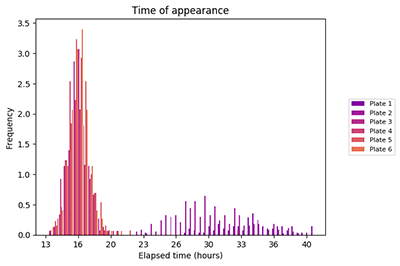 Time of appearance
3.5
3.0
2.5
2.0
1.5
1.0
0.5
0.0
Frequency
13 16 20 23 26 30 33 36 40
Elapsed time (hours)
Plate 1
Plate 2
Plate 3
Plate 4
Plate 5
Plate 6